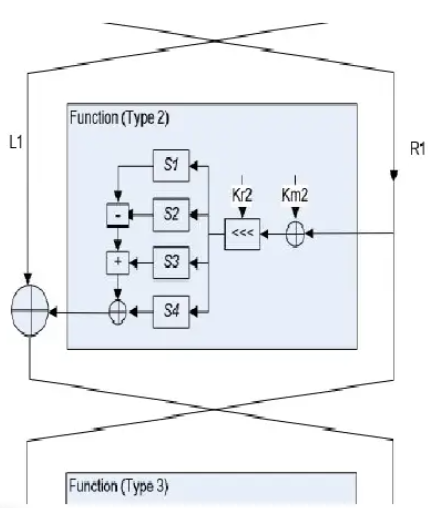 Function (Type 2)
L1
R1
S1
Kr2
Km2
-
S2
<<<
+
S3
S4
Function (Type 3)